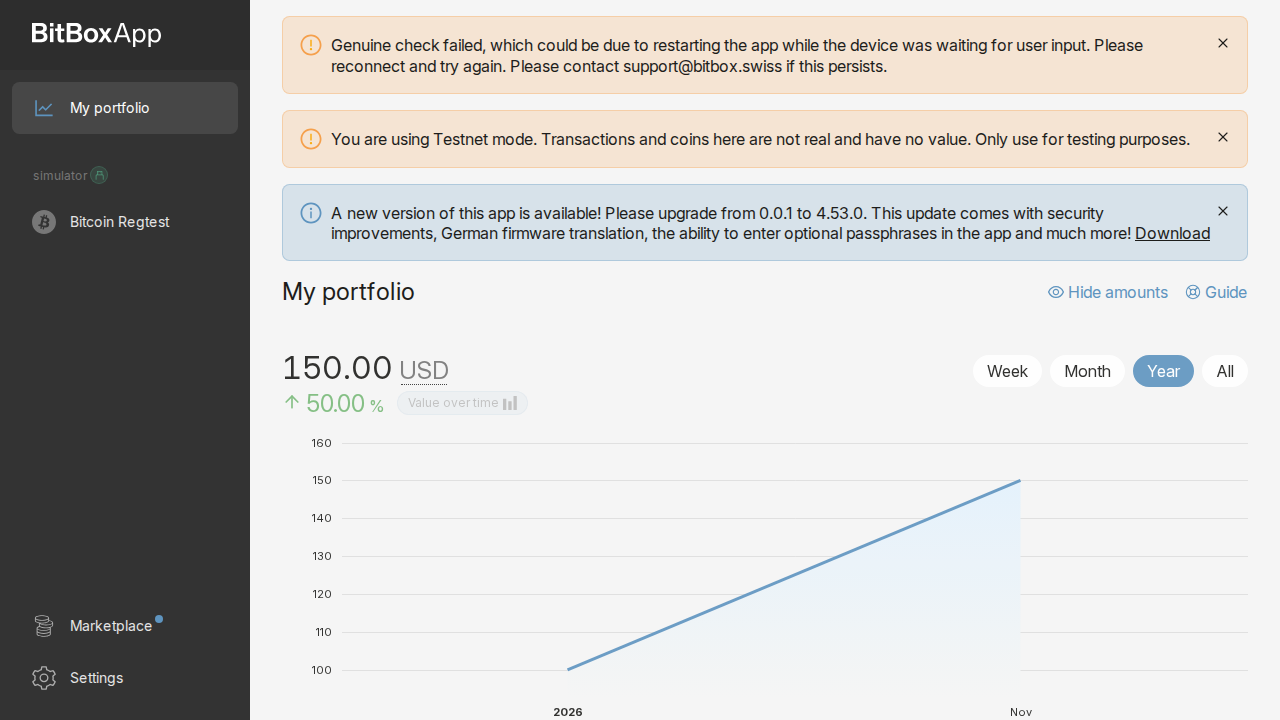 BitBoxApp
My portfolio
simulator
Bitcoin Regtest
Marketplace
Settings
Genuine check failed, which could be due to restarting the app while the device was waiting for user input. Please
reconnect and try again. Please contact support@bitbox.swiss if this persists.
You are using Testnet mode. Transactions and coins here are not real and have no value. Only use for testing purposes.
A new version of this app is available! Please upgrade from 0.0.1 to 4.53.0. This update comes with security
improvements, German firmware translation, the ability to enter optional passphrases in the app and much more! Download
My portfolio
Hide amounts
Guide
150.00 USD
50.00 %
Value over time
Week
Month
Year
All
160
150
140
130
120
110
100
2026
Nov